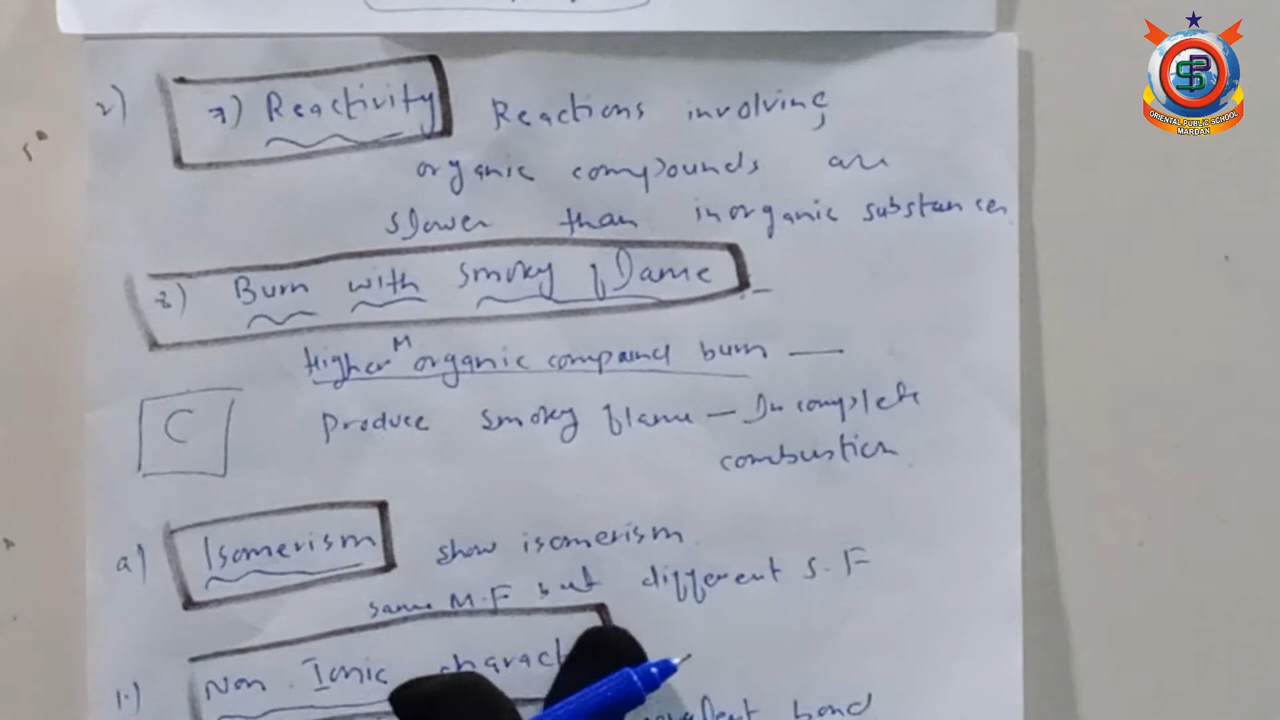 2) 7) Reactivity Reactions involving
organic compounds are
slower than inorganic substances
8) Burn with smoky flame –
Higher M organic compound burn —
C Produce smoky flame — Incomplete
combustion
a) Isomerism show isomerism
same M.F but different S.F
Non Ionic
bond
ORIENTAL PUBLIC SCHOOL
MARDAN